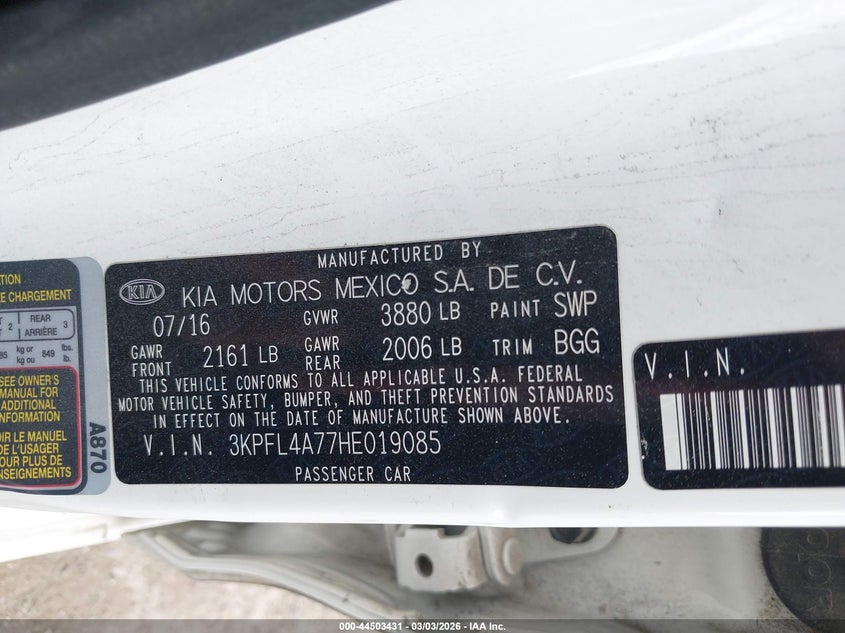 MANUFACTURED BY
KIA KIA MOTORS MEXICO S.A. DE C.V.
07/16 GVWR 3880 LB PAINT SWP
GAWR FRONT 2161 LB GAWR REAR 2006 LB TRIM BGG
THIS VEHICLE CONFORMS TO ALL APPLICABLE U.S.A. FEDERAL
MOTOR VEHICLE SAFETY, BUMPER, AND THEFT PREVENTION STANDARDS
IN EFFECT ON THE DATE OF MANUFACTURE SHOWN ABOVE.
V.I.N. 3KPFL4A77HE019085
PASSENGER CAR
CHARGEMENT
2 REAR ARRIÈRE 3
kg or kg ou 849 lbs. lb.
SEE OWNER'S
MANUAL FOR
ADDITIONAL
INFORMATION
LE MANUEL
DE L'USAGER
POUR PLUS DE
A870
V.I.N.
000-44503431 - 03/03/2026 - IAA Inc.